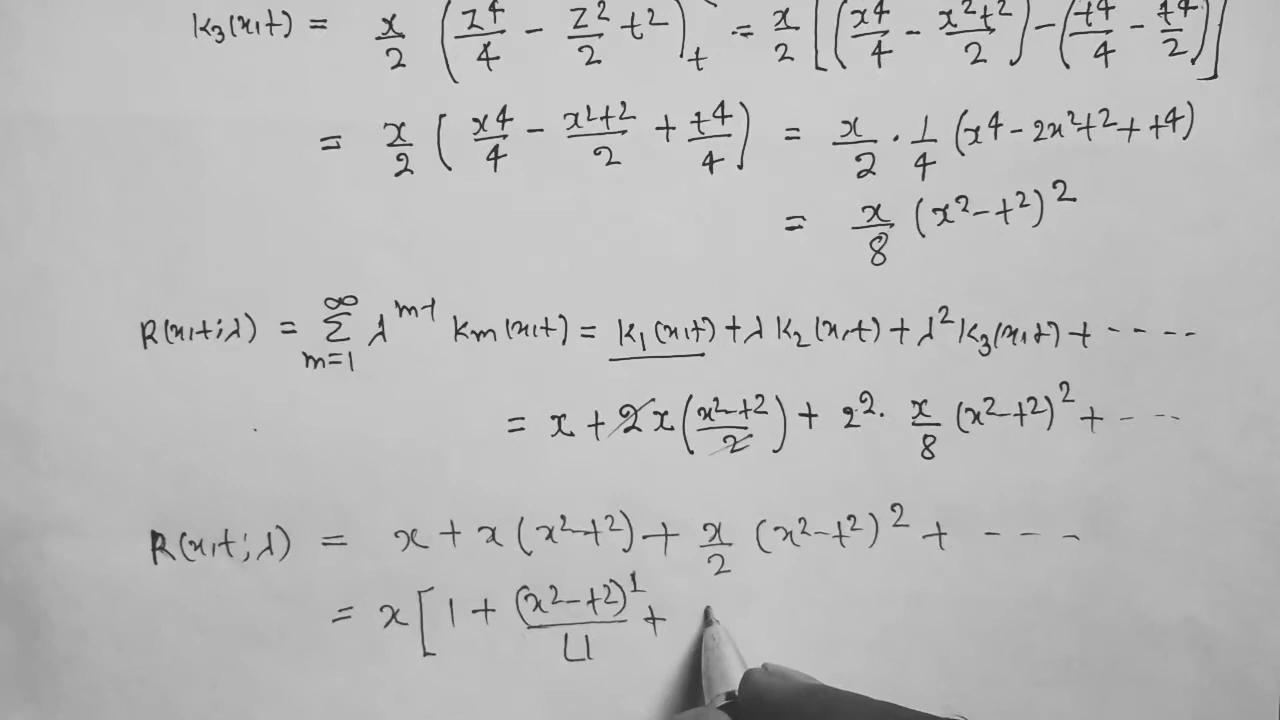 K₃(x,t) = x/2 (z⁴/4 - z²/2 t²)ₜ = x/2 [(x⁴/4 - x²t²/2) - (t⁴/4 - t⁴/2)]
= x/2 (x⁴/4 - x²t²/2 + t⁴/4) = x/2 · 1/4 (x⁴ - 2x²t² + t⁴)
= x/8 (x² - t²)²
R(x,t;λ) = ∞ Σ m=1 λᵐ⁻¹ Km(x,t) = K₁(x,t) + λ K₂(x,t) + λ² K₃(x,t) + - - - -
= x + 2x (x²-t²/2) + 2². x/8 (x²-t²)² + - - -
R(x,t;λ) = x + x (x²-t²) + x/2 (x²-t²)² + - - -
= x [1 + (x²-t²)¹/⌊1 +